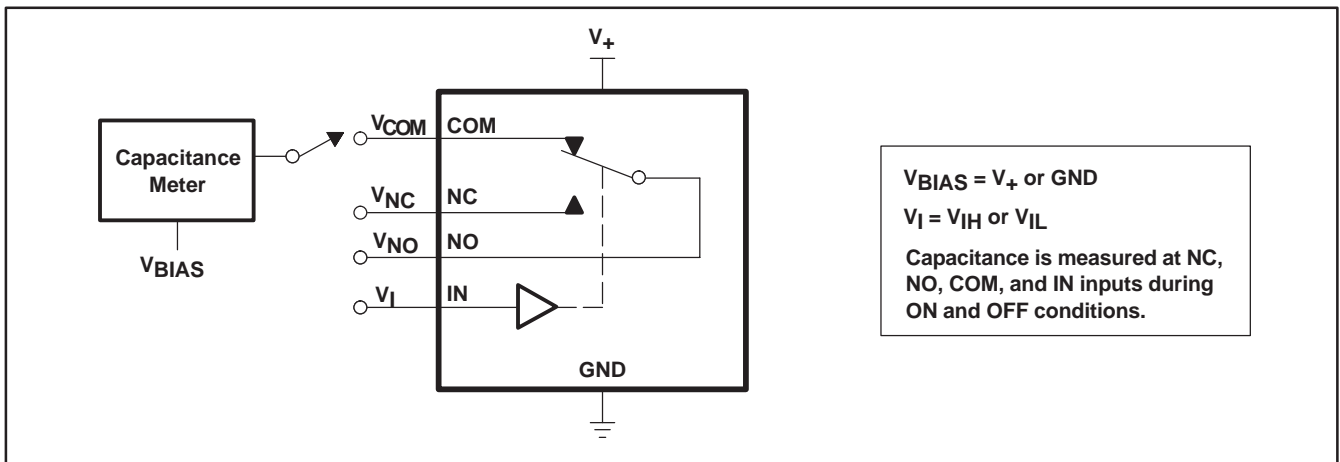 V+
Capacitance
Meter
VBIAS
VCOM COM
VNC NC
VNO NO
VI IN
GND
VBIAS = V+ or GND
VI = VIH or VIL
Capacitance is measured at NC,
NO, COM, and IN inputs during
ON and OFF conditions.